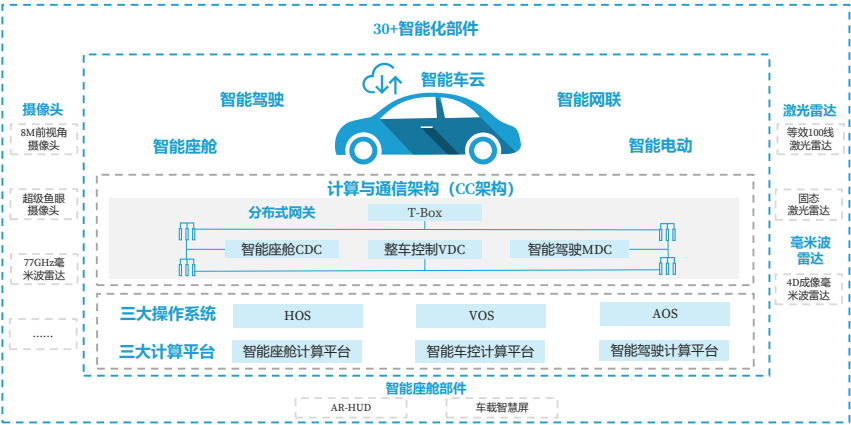 30+智能化部件
智能车云
智能驾驶
智能网联
智能座舱
智能电动
摄像头
8M前视角
摄像头
超级鱼眼
摄像头
77GHz毫
米波雷达
……
激光雷达
等效100线
激光雷达
固态
激光雷达
毫米波
雷达
4D成像毫
米波雷达
计算与通信架构（CC架构）
分布式网关
T-Box
智能座舱CDC
整车控制VDC
智能驾驶MDC
三大操作系统
HOS
VOS
AOS
三大计算平台
智能座舱计算平台
智能车控计算平台
智能驾驶计算平台
智能座舱部件
AR-HUD
车载智慧屏